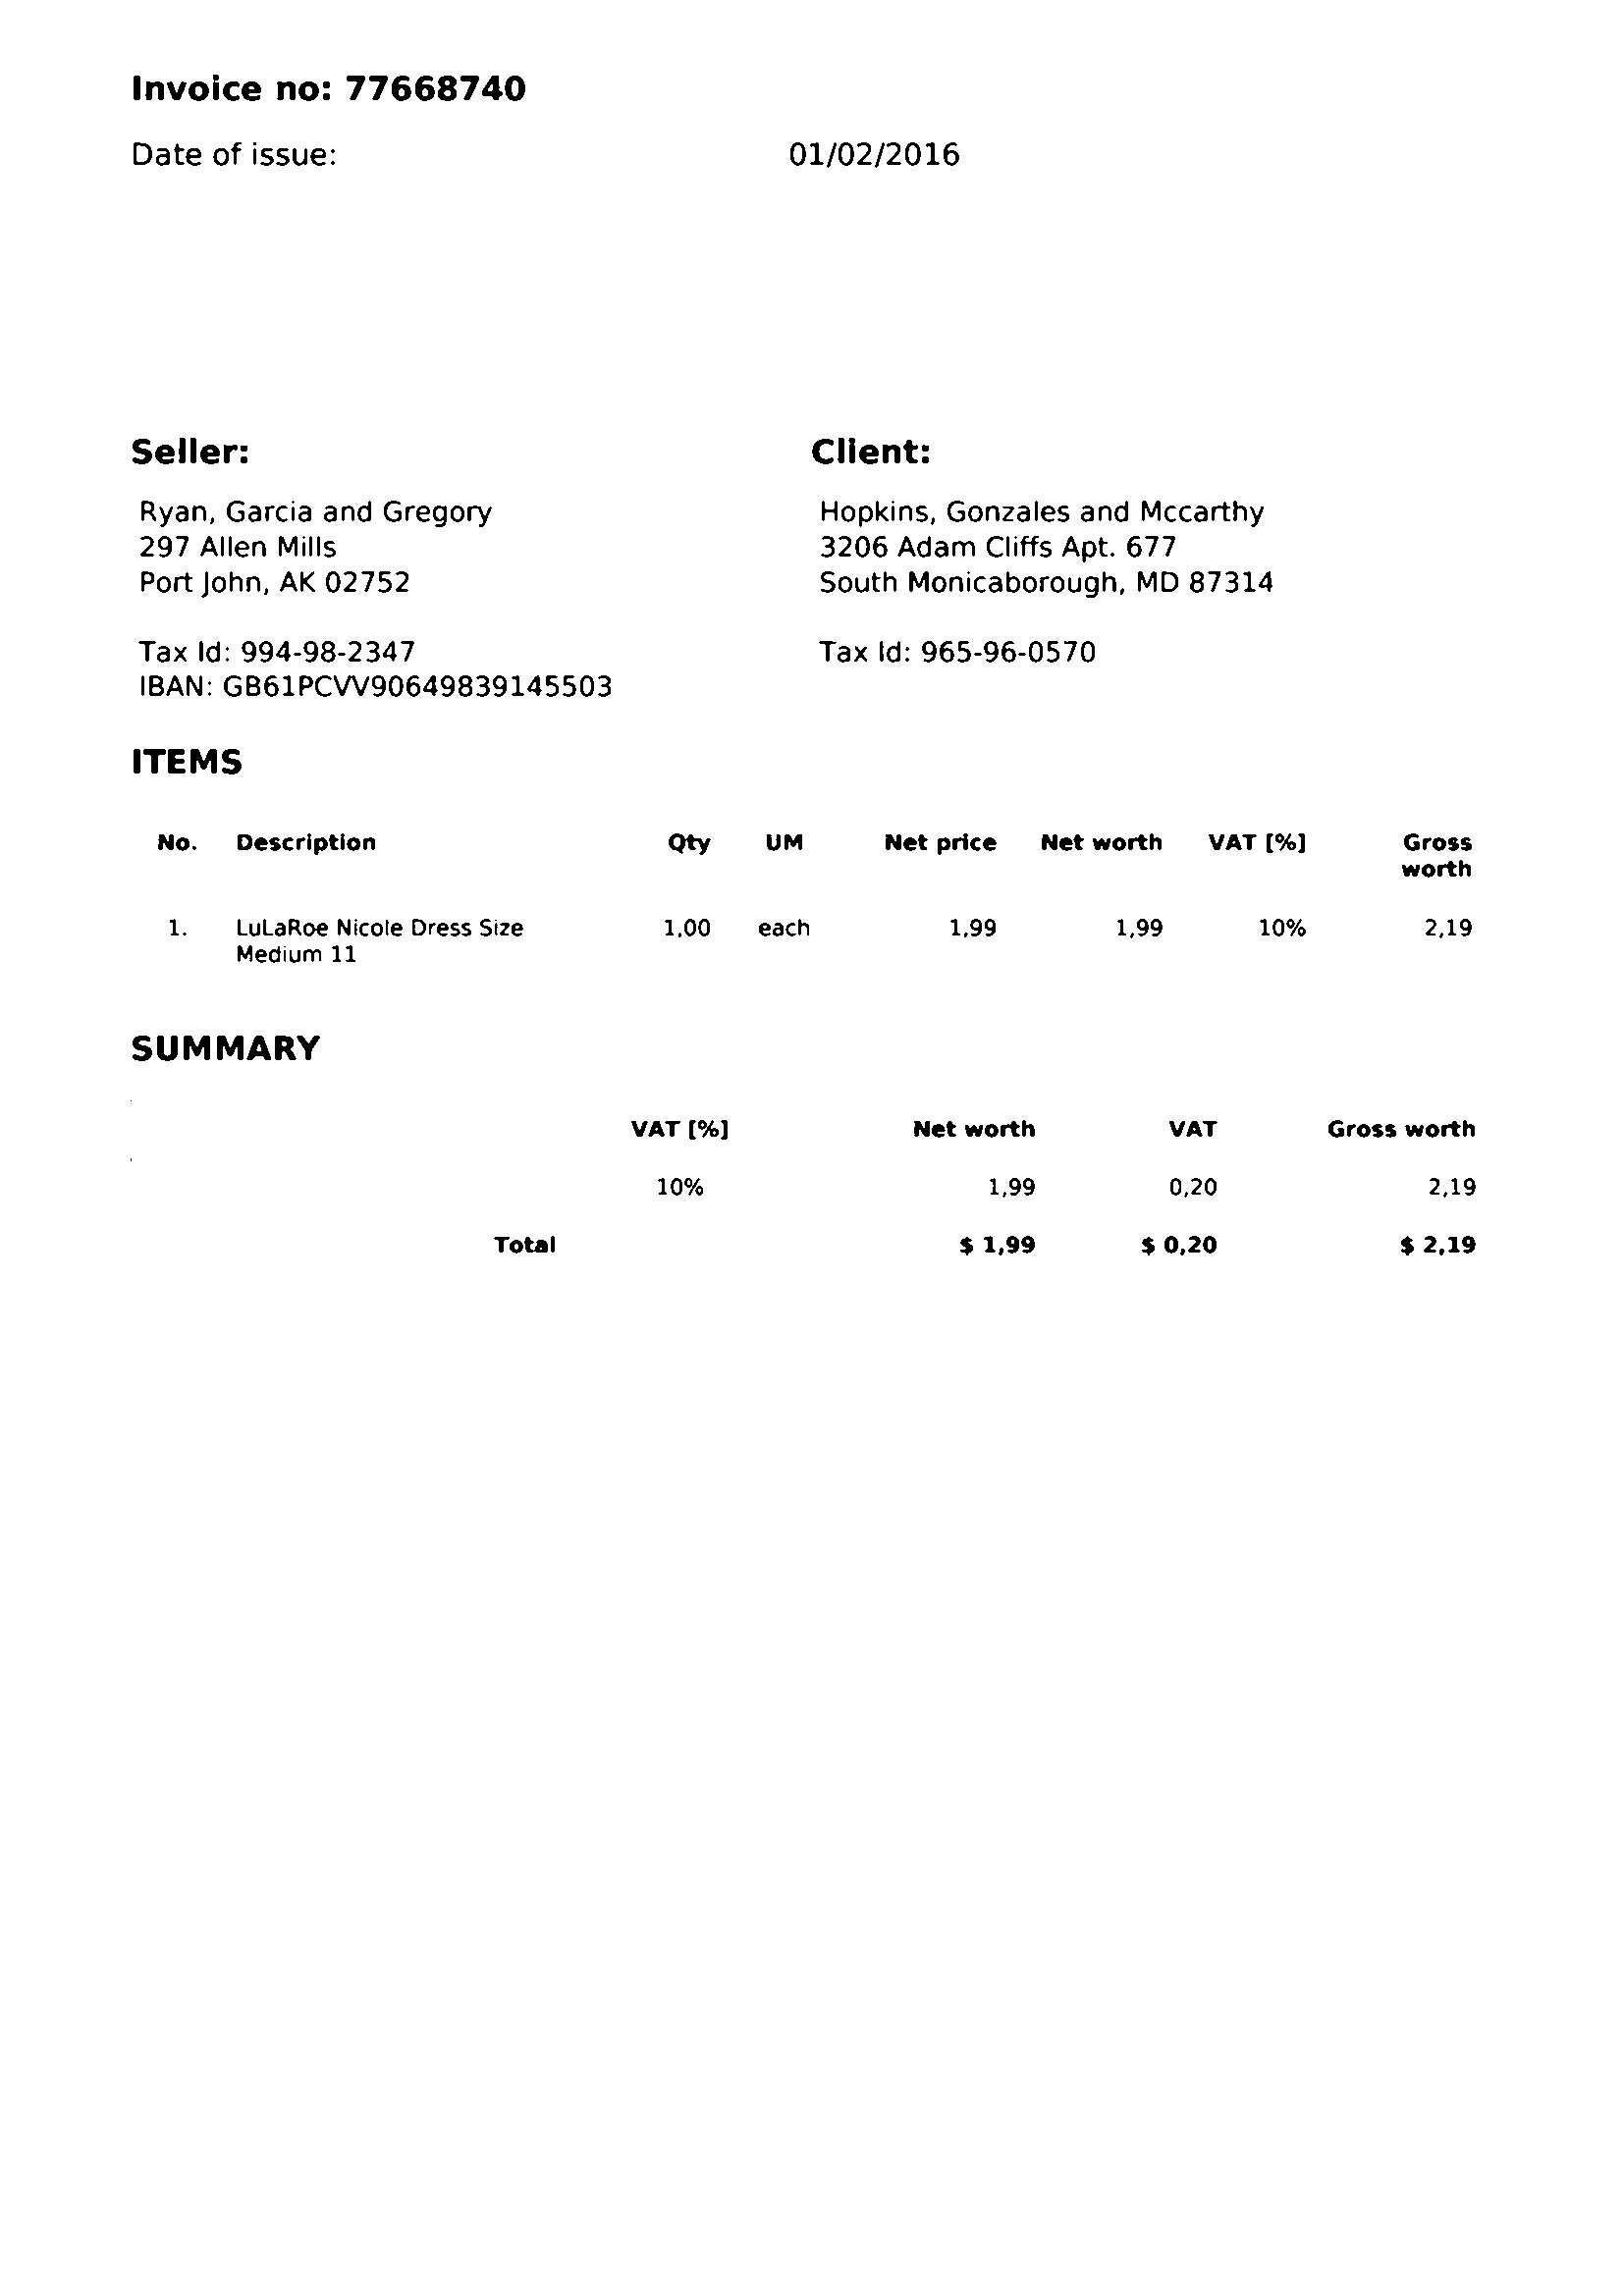 Invoice no: 77668740
Date of issue: 01/02/2016
Seller:
Ryan, Garcia and Gregory
297 Allen Mills
Port John, AK 02752
Tax Id: 994-98-2347
IBAN: GB61PCVV90649839145503
Client:
Hopkins, Gonzales and Mccarthy
3206 Adam Cliffs Apt. 677
South Monicaborough, MD 87314
Tax Id: 965-96-0570
ITEMS
No. Description Qty UM Net price Net worth VAT [%] Gross
worth
1. LuLaRoe Nicole Dress Size 1,00 each 1,99 1,99 10% 2,19
Medium 11
SUMMARY
VAT [%] Net worth VAT Gross worth
10% 1,99 0,20 2,19
Total $ 1,99 $ 0,20 $ 2,19